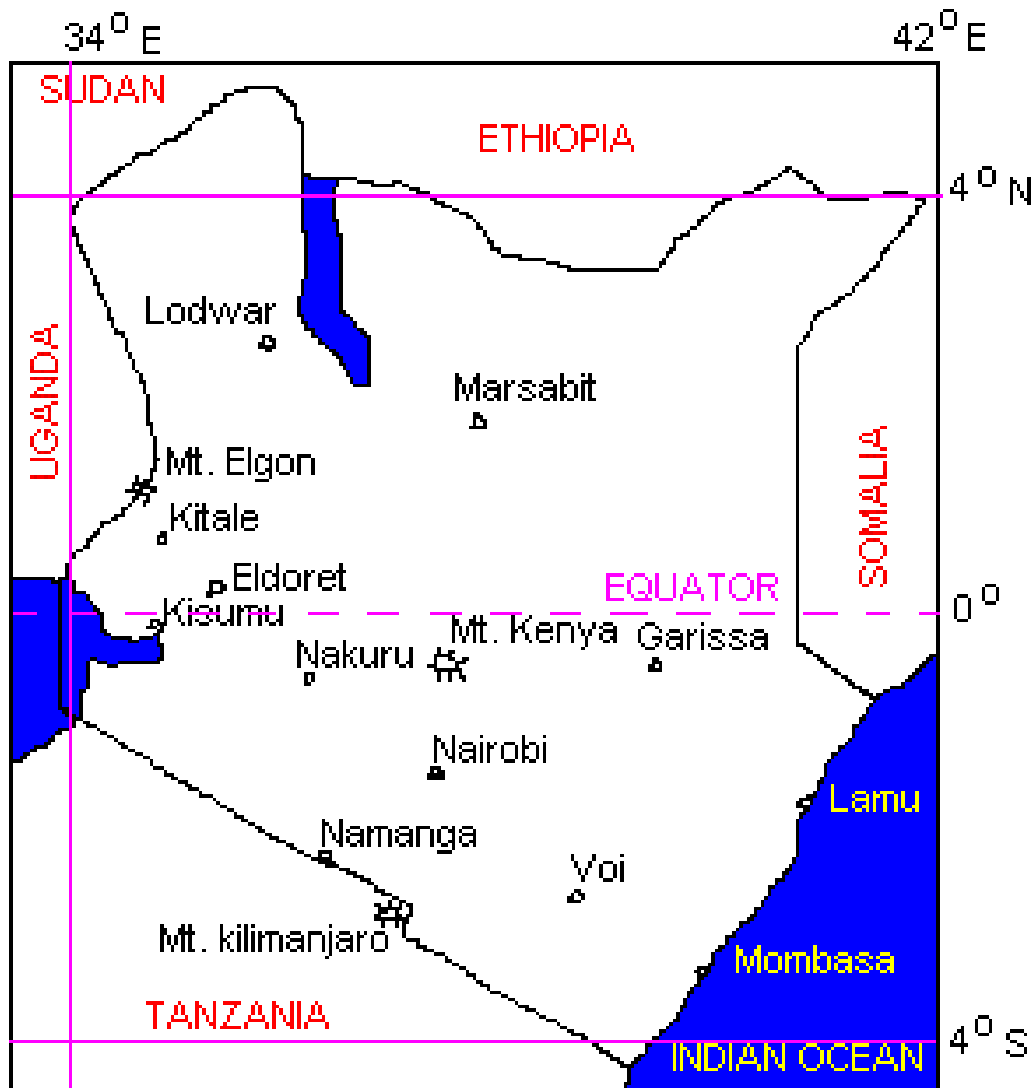 34° E
42° E
SUDAN
ETHIOPIA
4° N
Lodwar
UGANDA
Marsabit
SOMALIA
Mt. Elgon
Kitale
Eldoret
EQUATOR
0°
Kisumu
Mt. Kenya
Garissa
Nakuru
Nairobi
Lamu
Namanga
Voi
Mt. kilimanjaro
Mombasa
TANZANIA
4° S
INDIAN OCEAN